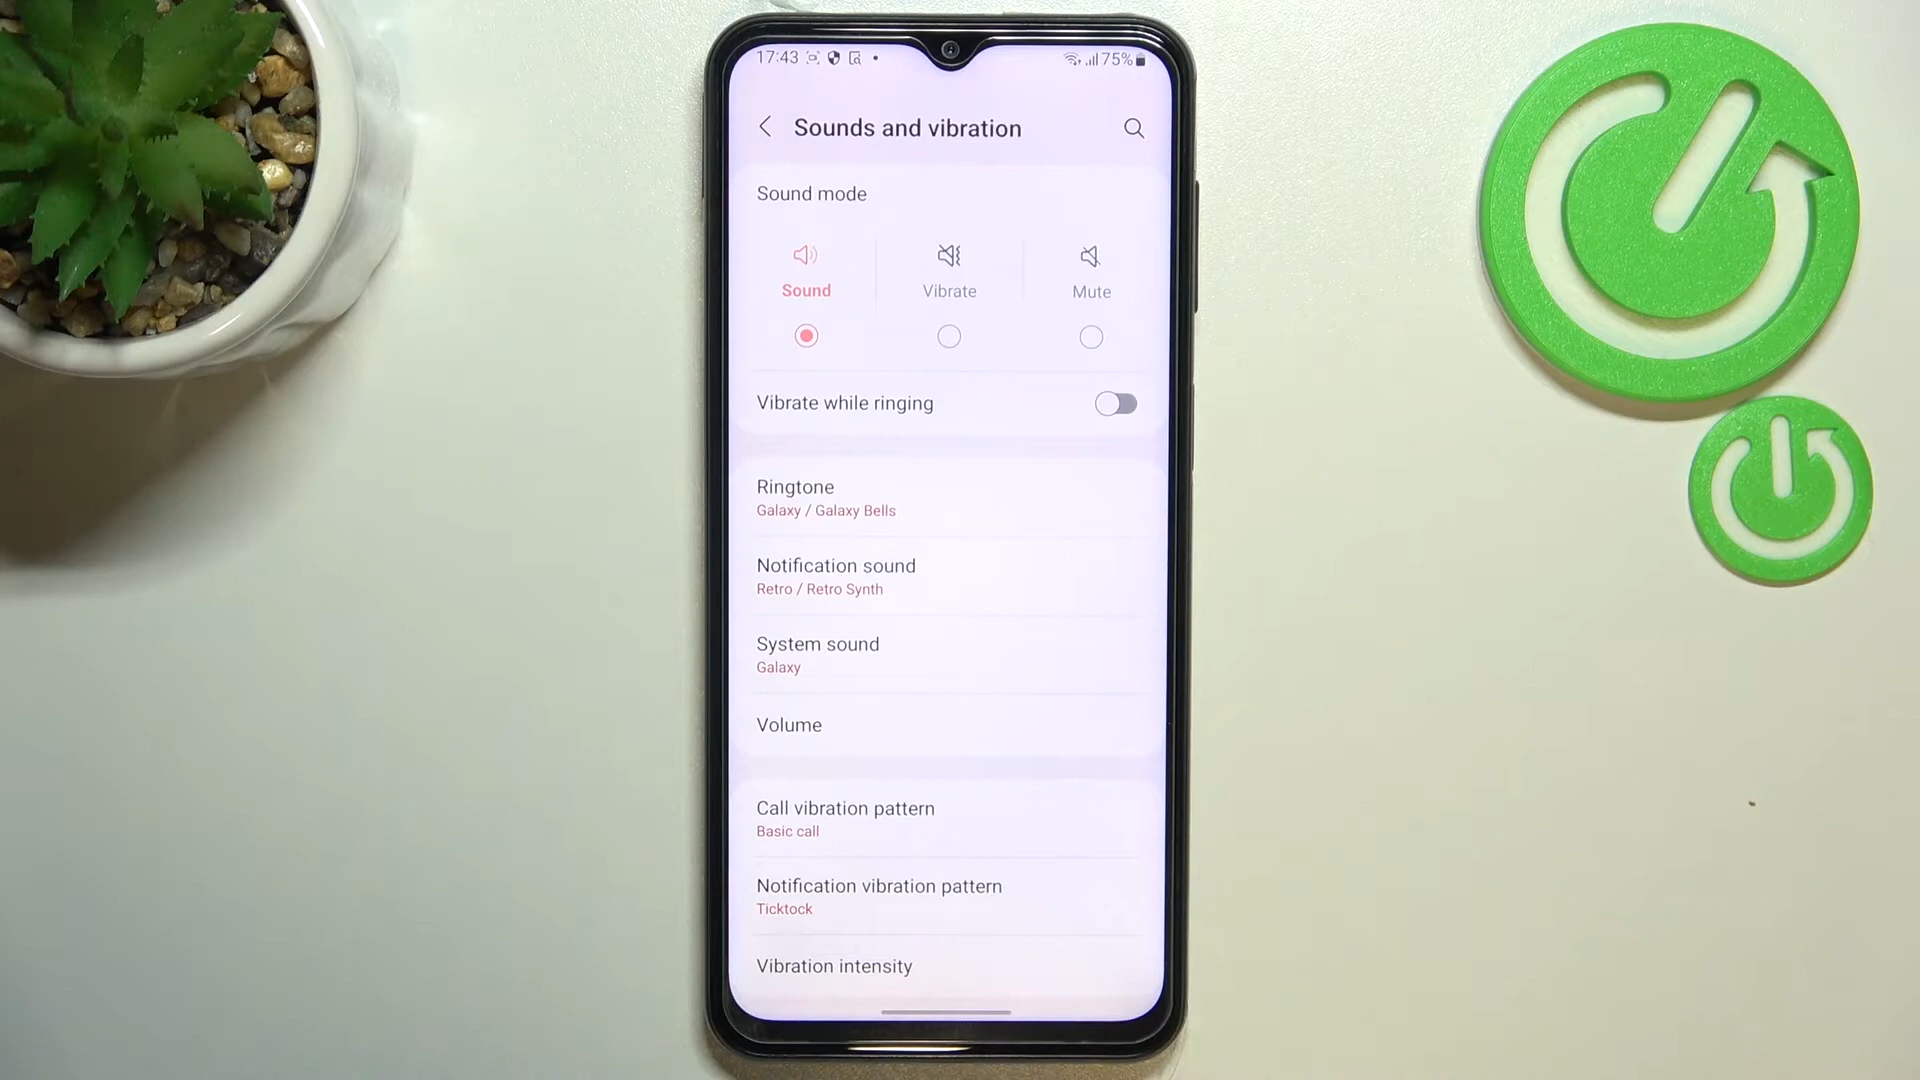 17:43 75%
Sounds and vibration
Sound mode
Sound Vibrate Mute
Vibrate while ringing
Ringtone
Galaxy / Galaxy Bells
Notification sound
Retro / Retro Synth
System sound
Galaxy
Volume
Call vibration pattern
Basic call
Notification vibration pattern
Ticktock
Vibration intensity